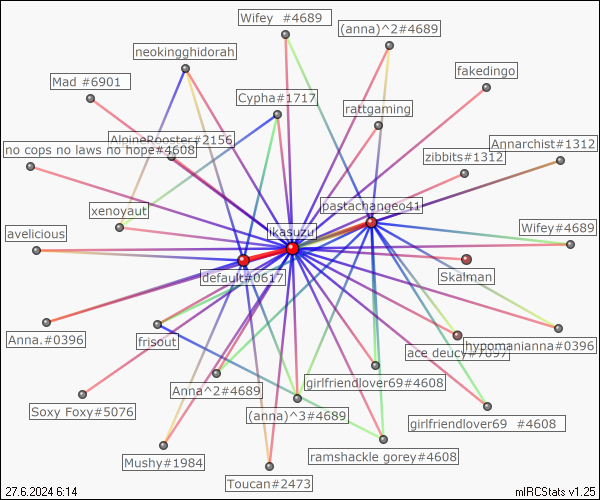 Wifey  #4689
(anna)^2#4689
neokingghidorah
fakedingo
Mad #6901
Cypha#1717
rattgaming
AlpineRooster#2156
Annarchist#1312
no cops no laws no hope#4608
zibbits#1312
xenoyaut
pastachangeo41
Wifey#4689
avelicious
ikasuzu
default#0617
Skalman
Anna.#0396
frisout
hypomanianna#0396
ace deucy#7097
Anna^2#4689
girlfriendlover69#4608
Soxy Foxy#5076
(anna)^3#4689
girlfriendlover69  #4608
Mushy#1984
ramshackle gorey#4608
Toucan#2473
27.6.2024 6:14
mIRCStats v1.25